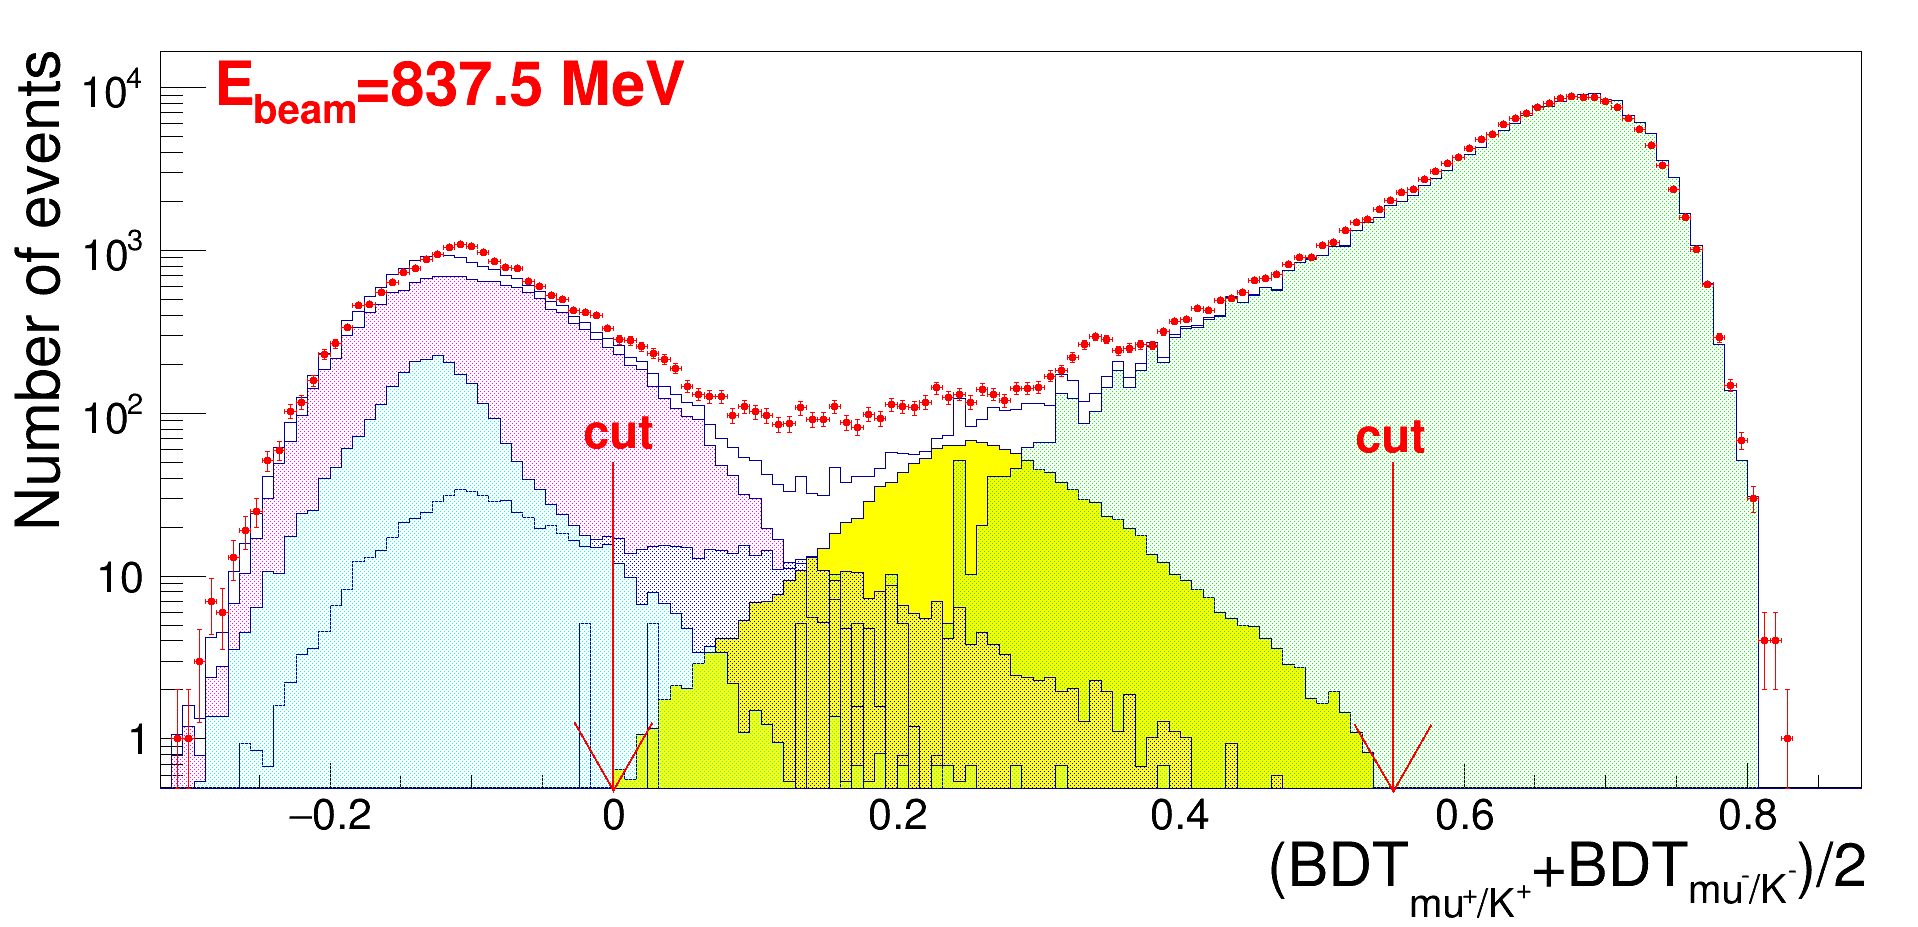 Number of events
E_beam=837.5 MeV
10^4
10^3
10^2
10
1
cut
cut
−0.2 0 0.2 0.4 0.6 0.8
(BDT_mu^+/K^+ +BDT_mu^-/K^-)/2